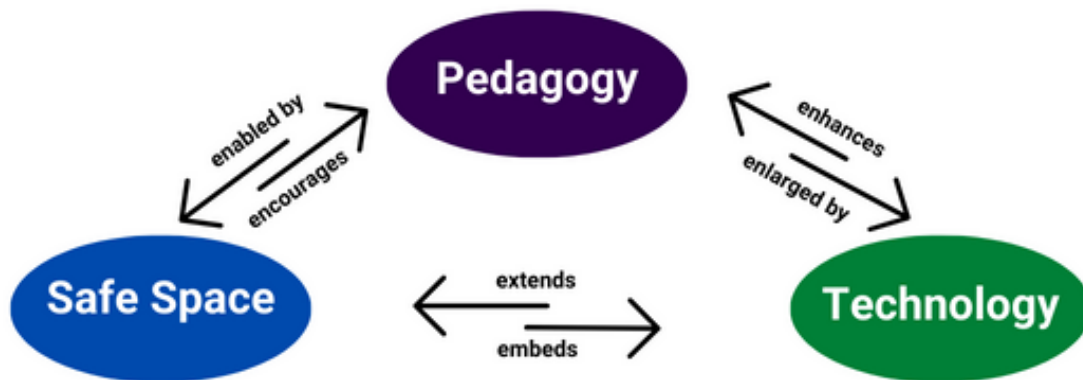 Pedagogy
enabled by
encourages
enhances
enlarged by
Safe Space
extends
embeds
Technology